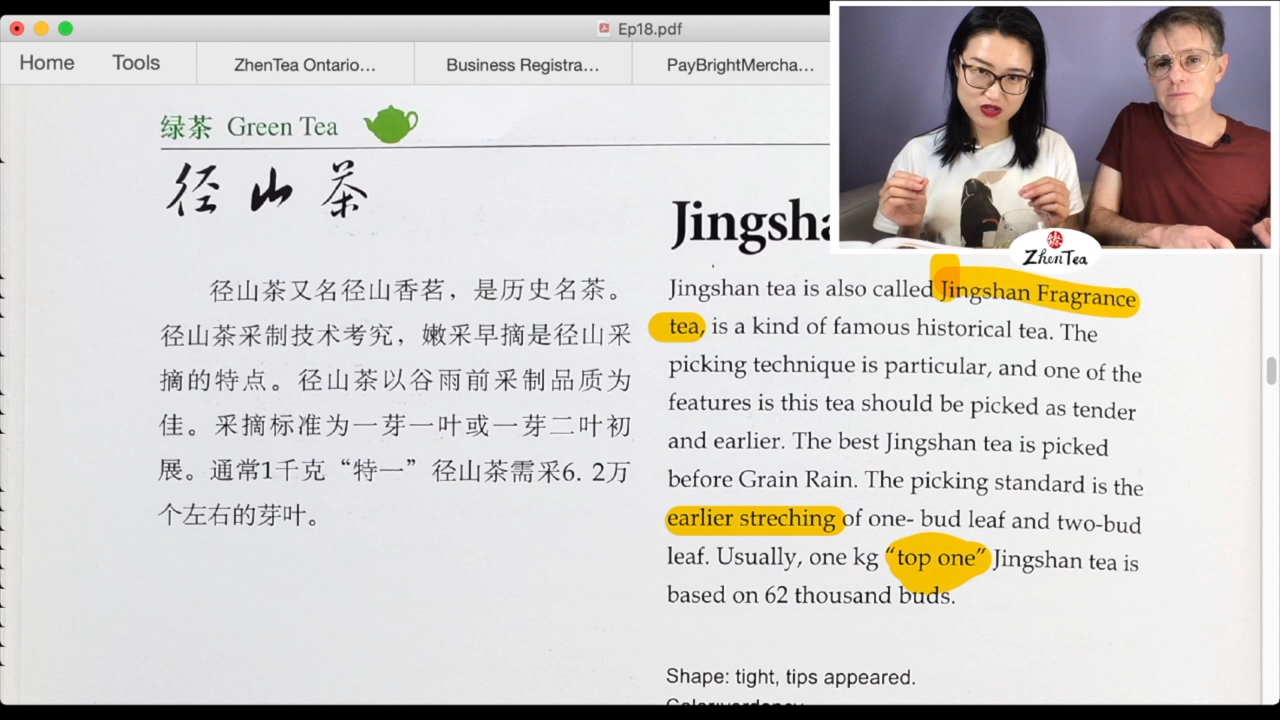 Ep18.pdf
Home Tools ZhenTea Ontario... Business Registra... PayBrightMercha...
绿茶 Green Tea
径山茶
径山茶又名径山香茗，是历史名茶。
径山茶采制技术考究，嫩采早摘是径山采
摘的特点。径山茶以谷雨前采制品质为
佳。采摘标准为一芽一叶或一芽二叶初
展。通常1千克“特一”径山茶需采6. 2万
个左右的芽叶。
ZhenTea
Jingsha
Jingshan tea is also called Jingshan Fragrance
tea, is a kind of famous historical tea. The
picking technique is particular, and one of the
features is this tea should be picked as tender
and earlier. The best Jingshan tea is picked
before Grain Rain. The picking standard is the
earlier streching of one- bud leaf and two-bud
leaf. Usually, one kg “top one” Jingshan tea is
based on 62 thousand buds.
Shape: tight, tips appeared.